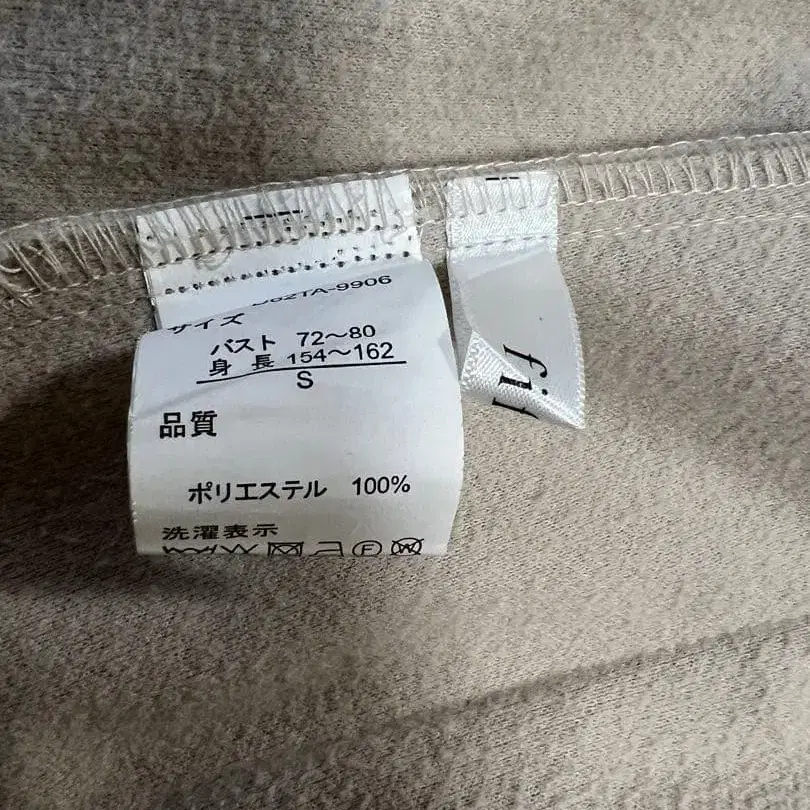 サイズ
バスト 72～80
身長 154～162
S
品質
ポリエステル 100%
洗濯表示
F
W